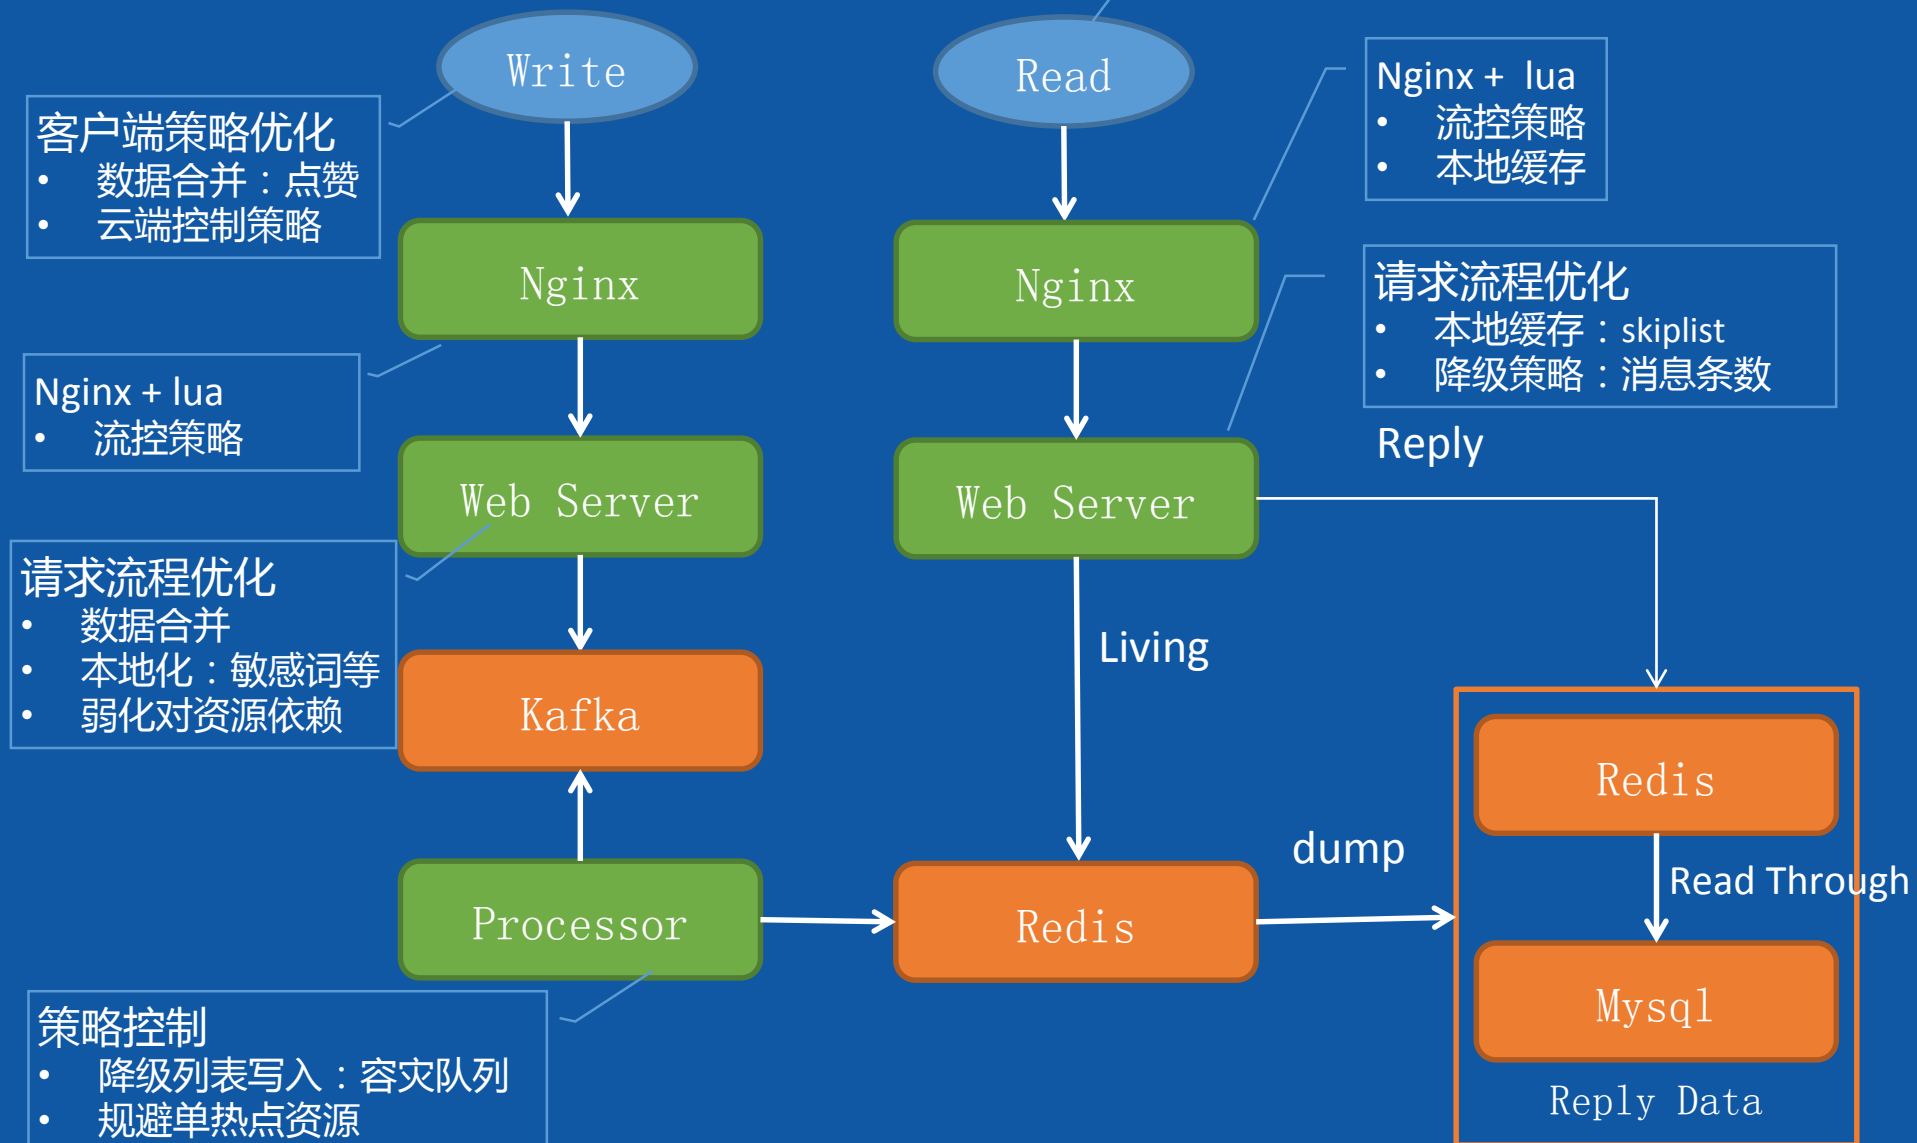 Write
Read
客户端策略优化
• 数据合并：点赞
• 云端控制策略
Nginx + lua
• 流控策略
• 本地缓存
Nginx
Nginx
请求流程优化
• 本地缓存：skiplist
• 降级策略：消息条数
Nginx + lua
• 流控策略
Reply
Web Server
Web Server
请求流程优化
• 数据合并
• 本地化：敏感词等
• 弱化对资源依赖
Living
Kafka
Redis
dump
Read Through
Processor
Redis
Mysql
策略控制
• 降级列表写入：容灾队列
• 规避单热点资源
Reply Data